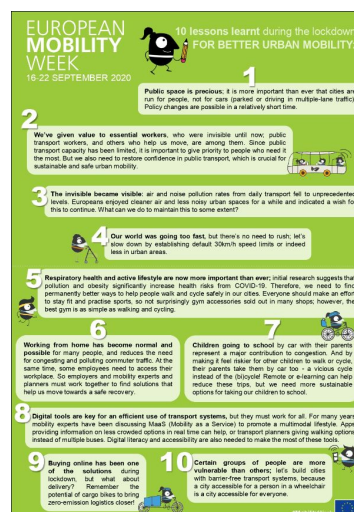 EUROPEAN
MOBILITY
WEEK
16-22 SEPTEMBER 2020
10 lessons learnt during the lockdown
FOR BETTER URBAN MOBILITY
1
Public space is precious; it is more important than ever that cities are
run for people, not for cars (parked or driving in multiple-lane traffic).
Policy changes are possible in a relatively short time.
2
We've given value to essential workers, who were invisible until now; public
transport workers, and others who help us move, are among them. Since public
transport capacity has been limited, it is important to give priority to people who need it
the most. But we also need to restore confidence in public transport, which is crucial for
sustainable and safe urban mobility.
3
The invisible became visible: air and noise pollution rates from daily transport fell to unprecedented
levels. Europeans enjoyed cleaner air and less noisy urban spaces for a while and indicated a wish for
this to continue. What can we do to maintain this to some extent?
4
Our world was going too fast, but there's no need to rush; let's
slow down by establishing default 30km/h speed limits or indeed
less in urban areas.
5
Respiratory health and active lifestyle are now more important than ever; initial research suggests that
pollution and obesity significantly increase health risks from COVID-19. Therefore, we need to find
permanently better ways to help people walk and cycle safely in our cities. Everyone should make an effort
to stay fit and practise sports, so not surprisingly gym accessories sold out in many shops; however, the
best gym is as simple as walking and cycling.
6
Working from home has become normal and
possible for many people, and reduces the need
for congesting and polluting commuter traffic. At the
same time, some employees need to access their
workplace. So employers and mobility experts and
planners must work together to find solutions that
help us move towards a safe recovery.
7
Children going to school by car with their parents
represent a major contribution to congestion. And by
making it feel riskier for other children to walk or cycle,
their parents take them by car too - a vicious cycle
instead of the (bi)cycle! Remote or e-learning can help
reduce these trips, but we need more sustainable
options for taking our children to school.
8
Digital tools are key for an efficient use of transport systems, but they must work for all. For many years
mobility experts have been discussing MaaS (Mobility as a Service) to promote a multimodal lifestyle. Apps
providing information on less crowded options in real time can help, or transport planners giving walking options
instead of multiple buses. Digital literacy and accessibility are also needed to make the most of these tools.
9
Buying online has been one
of the solutions during
lockdown, but what about
delivery? Remember the
potential of cargo bikes to bring
zero-emission logistics closer!
10
Certain groups of people are more
vulnerable than others; let's build cities
with barrier-free transport systems, because
a city accessible for a person in a wheelchair
is a city accessible for everyone.